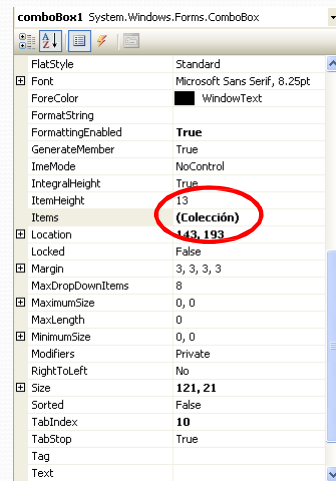 comboBox1 System.Windows.Forms.ComboBox
FlatStyle Standard
Font Microsoft Sans Serif, 8.25pt
ForeColor WindowText
FormatString
FormattingEnabled True
GenerateMember True
ImeMode NoControl
IntegralHeight True
ItemHeight 13
Items (Colección)
Location 143, 193
Locked False
Margin 3, 3, 3, 3
MaxDropDownItems 8
MaximumSize 0, 0
MaxLength 0
MinimumSize 0, 0
Modifiers Private
RightToLeft No
Size 121, 21
Sorted False
TabIndex 10
TabStop True
Tag
Text